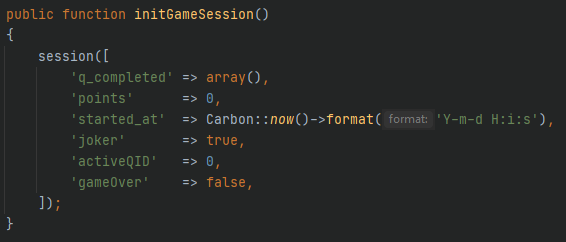 public function initGameSession()
{
    session([
        'q_completed' => array(),
        'points'      => 0,
        'started_at'  => Carbon::now()->format( format: 'Y-m-d H:i:s'),
        'joker'       => true,
        'activeQID'   => 0,
        'gameOver'    => false,
    ]);
}